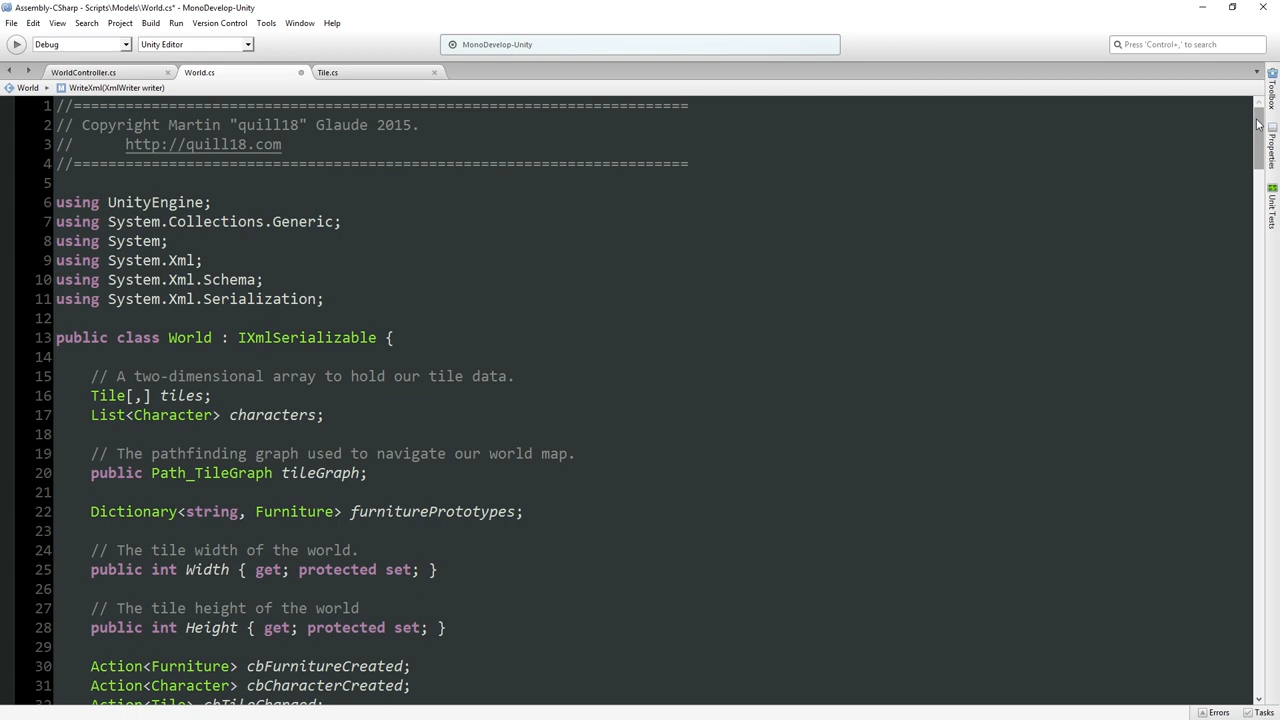 Assembly-CSharp - Scripts\Models\World.cs* - MonoDevelop-Unity
File Edit View Search Project Build Run Version Control Tools Window Help
Debug Unity Editor MonoDevelop-Unity Press 'Control+,' to search
WorldController.cs × World.cs Tile.cs ×
World ▸ M WriteXml(XmlWriter writer)
1 //=======================================================================
2 // Copyright Martin "quill18" Glaude 2015.
3 //      http://quill18.com
4 //=======================================================================
5
6 using UnityEngine;
7 using System.Collections.Generic;
8 using System;
9 using System.Xml;
10 using System.Xml.Schema;
11 using System.Xml.Serialization;
12
13 public class World : IXmlSerializable {
14
15     // A two-dimensional array to hold our tile data.
16     Tile[,] tiles;
17     List<Character> characters;
18
19     // The pathfinding graph used to navigate our world map.
20     public Path_TileGraph tileGraph;
21
22     Dictionary<string, Furniture> furniturePrototypes;
23
24     // The tile width of the world.
25     public int Width { get; protected set; }
26
27     // The tile height of the world
28     public int Height { get; protected set; }
29
30     Action<Furniture> cbFurnitureCreated;
31     Action<Character> cbCharacterCreated;
32     Action<Tile> cbTileChanged;
Toolbox
Properties
Unit Tests
Errors Tasks